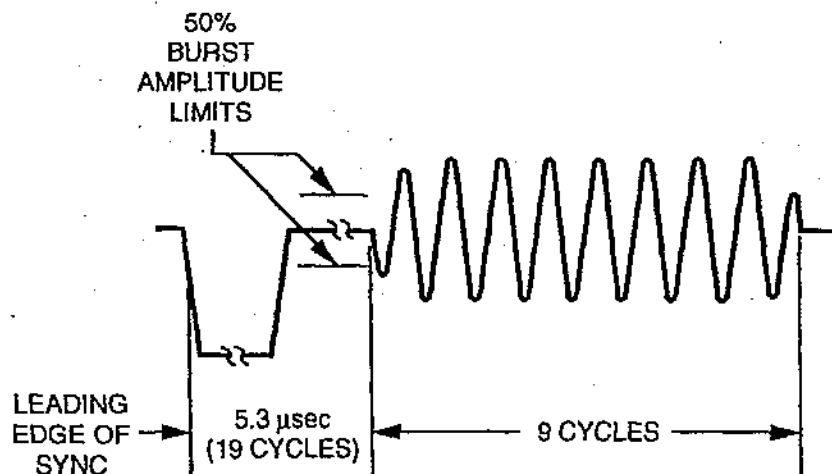 50%
BURST
AMPLITUDE
LIMITS
LEADING
EDGE OF
SYNC
5.3 µsec
(19 CYCLES)
9 CYCLES